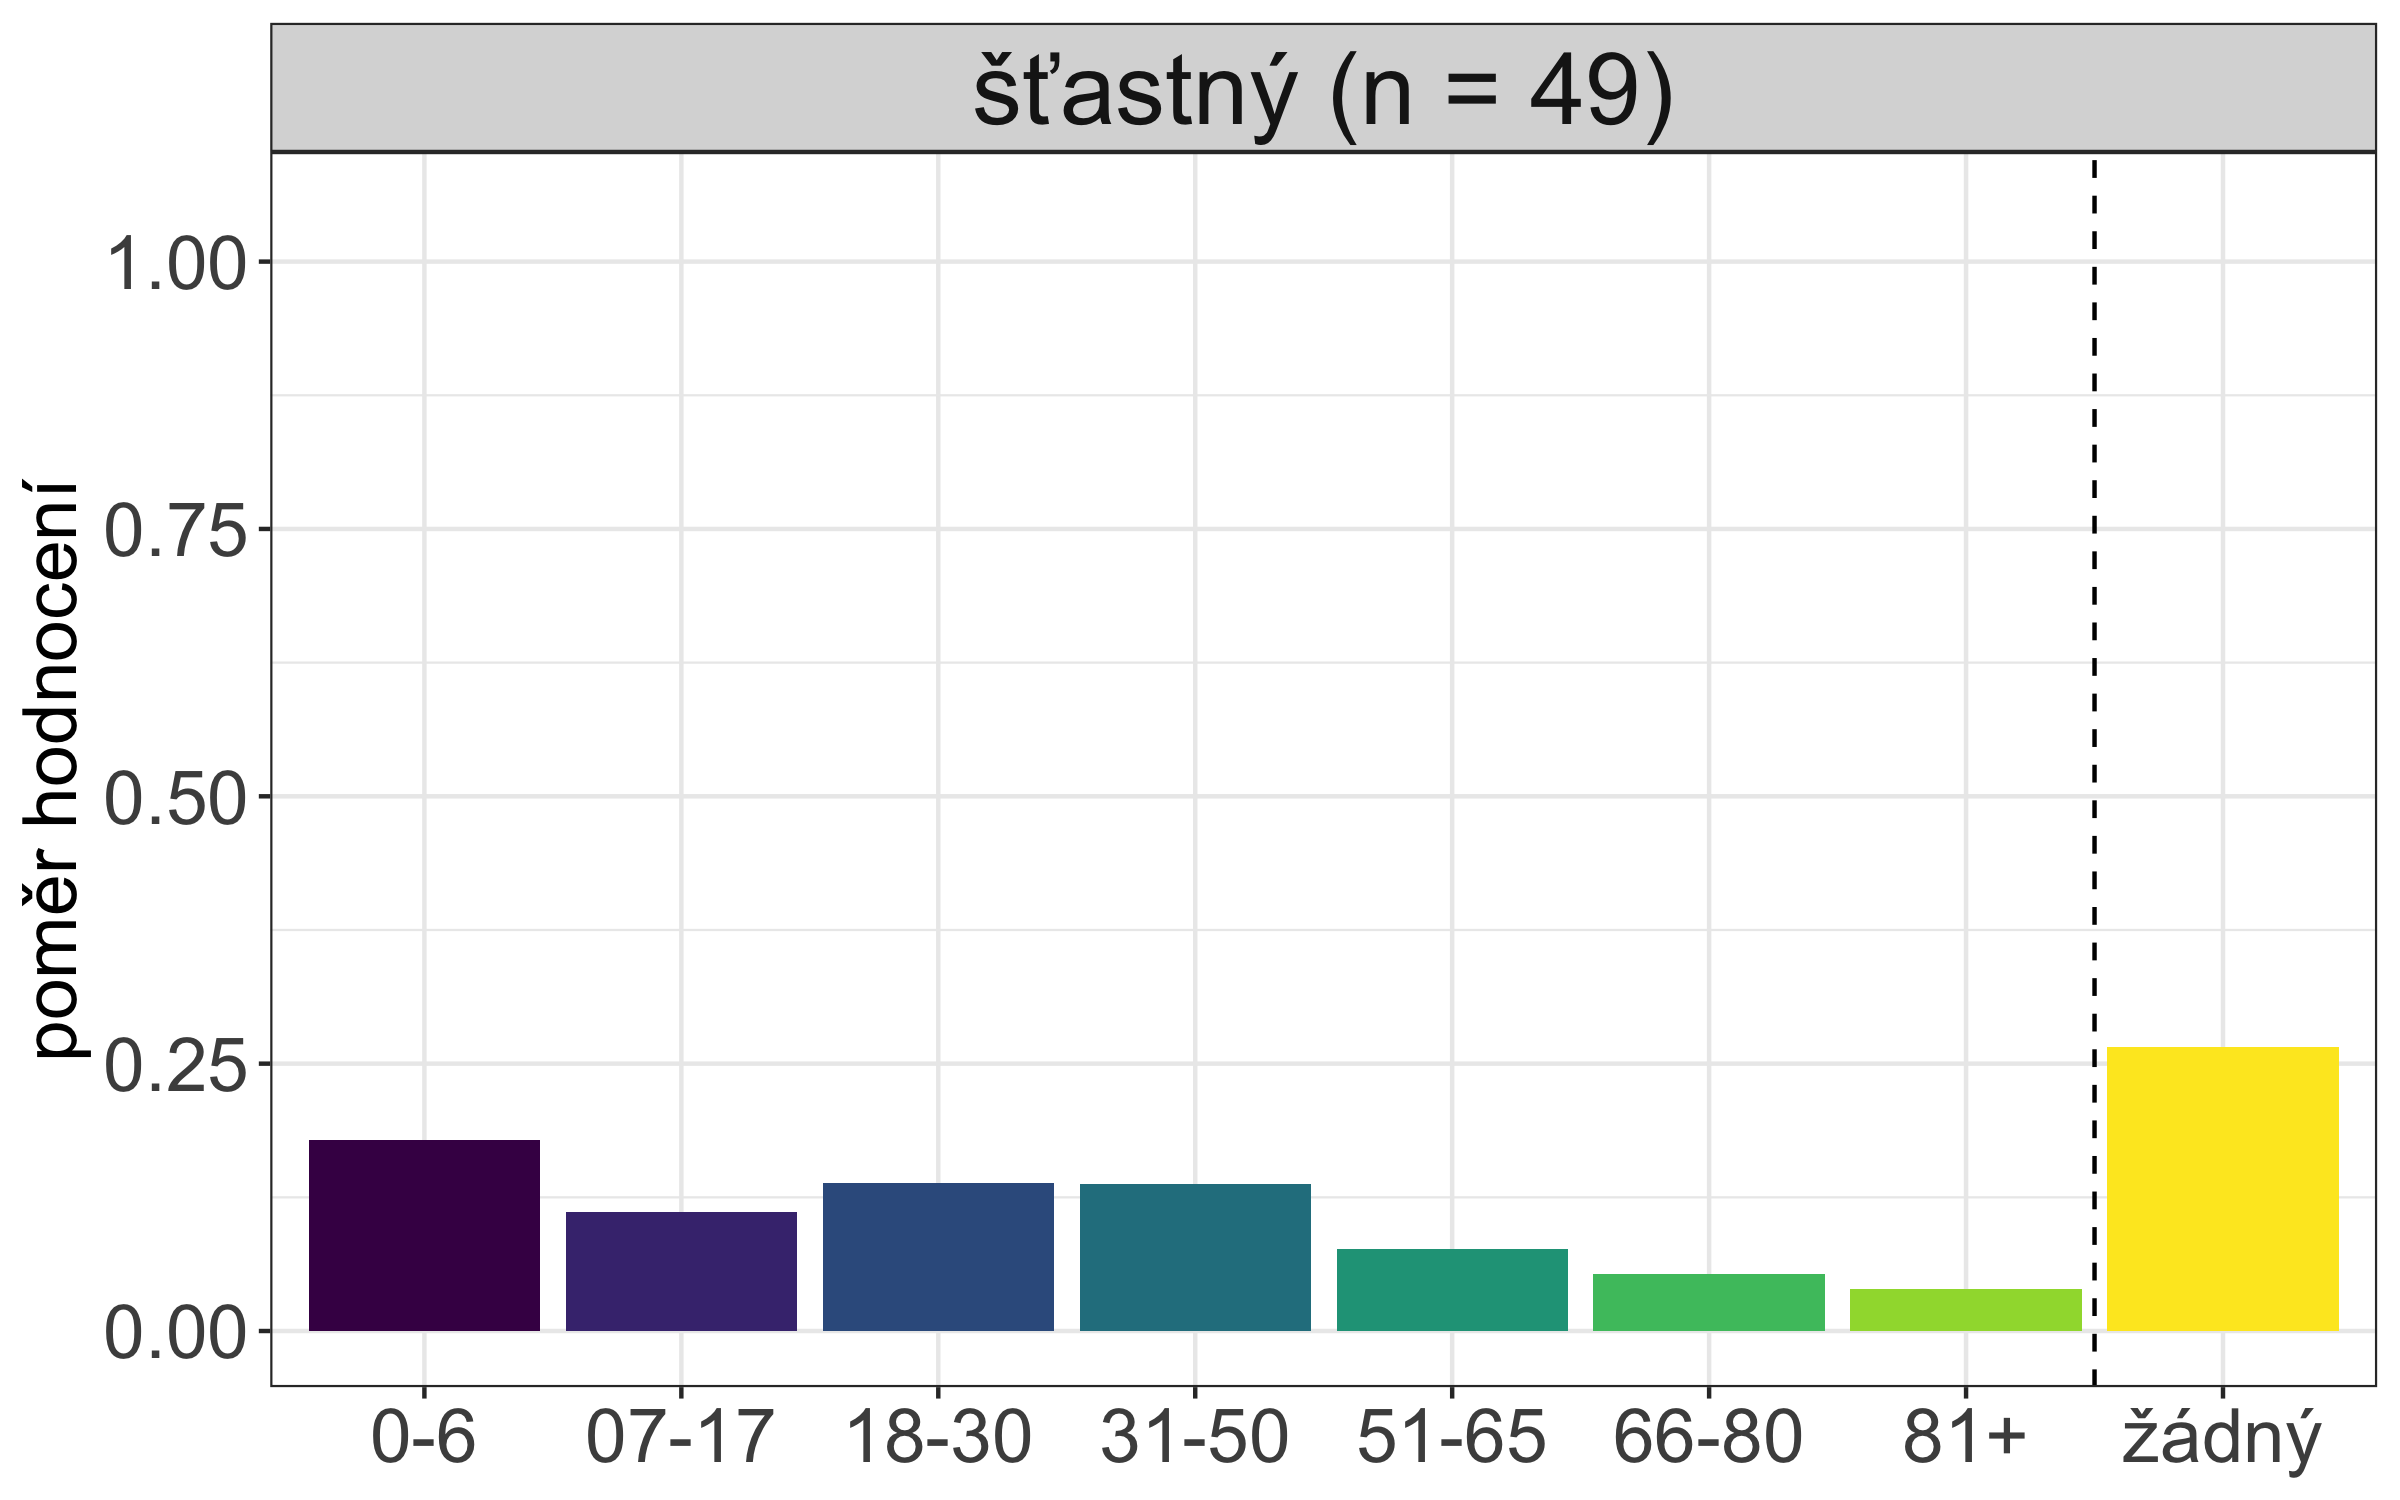 šťastný (n = 49)
poměr hodnocení
1.00
0.75
0.50
0.25
0.00
0-6 07-17 18-30 31-50 51-65 66-80 81+ žádný